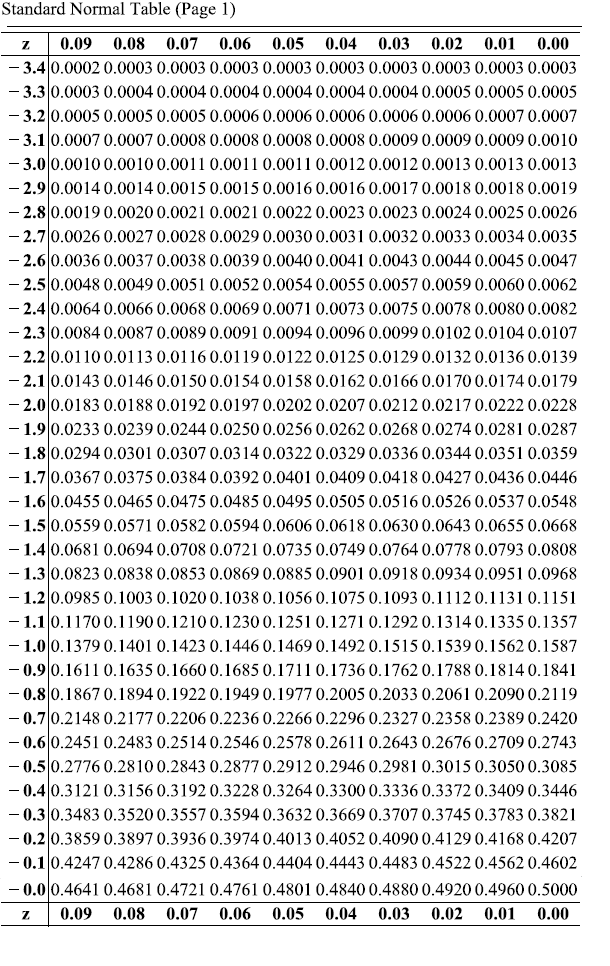 Standard Normal Table (Page 1)
z 0.09 0.08 0.07 0.06 0.05 0.04 0.03 0.02 0.01 0.00
− 3.4 0.0002 0.0003 0.0003 0.0003 0.0003 0.0003 0.0003 0.0003 0.0003 0.0003
− 3.3 0.0003 0.0004 0.0004 0.0004 0.0004 0.0004 0.0004 0.0005 0.0005 0.0005
− 3.2 0.0005 0.0005 0.0005 0.0006 0.0006 0.0006 0.0006 0.0006 0.0007 0.0007
− 3.1 0.0007 0.0007 0.0008 0.0008 0.0008 0.0008 0.0009 0.0009 0.0009 0.0010
− 3.0 0.0010 0.0010 0.0011 0.0011 0.0011 0.0012 0.0012 0.0013 0.0013 0.0013
− 2.9 0.0014 0.0014 0.0015 0.0015 0.0016 0.0016 0.0017 0.0018 0.0018 0.0019
− 2.8 0.0019 0.0020 0.0021 0.0021 0.0022 0.0023 0.0023 0.0024 0.0025 0.0026
− 2.7 0.0026 0.0027 0.0028 0.0029 0.0030 0.0031 0.0032 0.0033 0.0034 0.0035
− 2.6 0.0036 0.0037 0.0038 0.0039 0.0040 0.0041 0.0043 0.0044 0.0045 0.0047
− 2.5 0.0048 0.0049 0.0051 0.0052 0.0054 0.0055 0.0057 0.0059 0.0060 0.0062
− 2.4 0.0064 0.0066 0.0068 0.0069 0.0071 0.0073 0.0075 0.0078 0.0080 0.0082
− 2.3 0.0084 0.0087 0.0089 0.0091 0.0094 0.0096 0.0099 0.0102 0.0104 0.0107
− 2.2 0.0110 0.0113 0.0116 0.0119 0.0122 0.0125 0.0129 0.0132 0.0136 0.0139
− 2.1 0.0143 0.0146 0.0150 0.0154 0.0158 0.0162 0.0166 0.0170 0.0174 0.0179
− 2.0 0.0183 0.0188 0.0192 0.0197 0.0202 0.0207 0.0212 0.0217 0.0222 0.0228
− 1.9 0.0233 0.0239 0.0244 0.0250 0.0256 0.0262 0.0268 0.0274 0.0281 0.0287
− 1.8 0.0294 0.0301 0.0307 0.0314 0.0322 0.0329 0.0336 0.0344 0.0351 0.0359
− 1.7 0.0367 0.0375 0.0384 0.0392 0.0401 0.0409 0.0418 0.0427 0.0436 0.0446
− 1.6 0.0455 0.0465 0.0475 0.0485 0.0495 0.0505 0.0516 0.0526 0.0537 0.0548
− 1.5 0.0559 0.0571 0.0582 0.0594 0.0606 0.0618 0.0630 0.0643 0.0655 0.0668
− 1.4 0.0681 0.0694 0.0708 0.0721 0.0735 0.0749 0.0764 0.0778 0.0793 0.0808
− 1.3 0.0823 0.0838 0.0853 0.0869 0.0885 0.0901 0.0918 0.0934 0.0951 0.0968
− 1.2 0.0985 0.1003 0.1020 0.1038 0.1056 0.1075 0.1093 0.1112 0.1131 0.1151
− 1.1 0.1170 0.1190 0.1210 0.1230 0.1251 0.1271 0.1292 0.1314 0.1335 0.1357
− 1.0 0.1379 0.1401 0.1423 0.1446 0.1469 0.1492 0.1515 0.1539 0.1562 0.1587
− 0.9 0.1611 0.1635 0.1660 0.1685 0.1711 0.1736 0.1762 0.1788 0.1814 0.1841
− 0.8 0.1867 0.1894 0.1922 0.1949 0.1977 0.2005 0.2033 0.2061 0.2090 0.2119
− 0.7 0.2148 0.2177 0.2206 0.2236 0.2266 0.2296 0.2327 0.2358 0.2389 0.2420
− 0.6 0.2451 0.2483 0.2514 0.2546 0.2578 0.2611 0.2643 0.2676 0.2709 0.2743
− 0.5 0.2776 0.2810 0.2843 0.2877 0.2912 0.2946 0.2981 0.3015 0.3050 0.3085
− 0.4 0.3121 0.3156 0.3192 0.3228 0.3264 0.3300 0.3336 0.3372 0.3409 0.3446
− 0.3 0.3483 0.3520 0.3557 0.3594 0.3632 0.3669 0.3707 0.3745 0.3783 0.3821
− 0.2 0.3859 0.3897 0.3936 0.3974 0.4013 0.4052 0.4090 0.4129 0.4168 0.4207
− 0.1 0.4247 0.4286 0.4325 0.4364 0.4404 0.4443 0.4483 0.4522 0.4562 0.4602
− 0.0 0.4641 0.4681 0.4721 0.4761 0.4801 0.4840 0.4880 0.4920 0.4960 0.5000
z 0.09 0.08 0.07 0.06 0.05 0.04 0.03 0.02 0.01 0.00